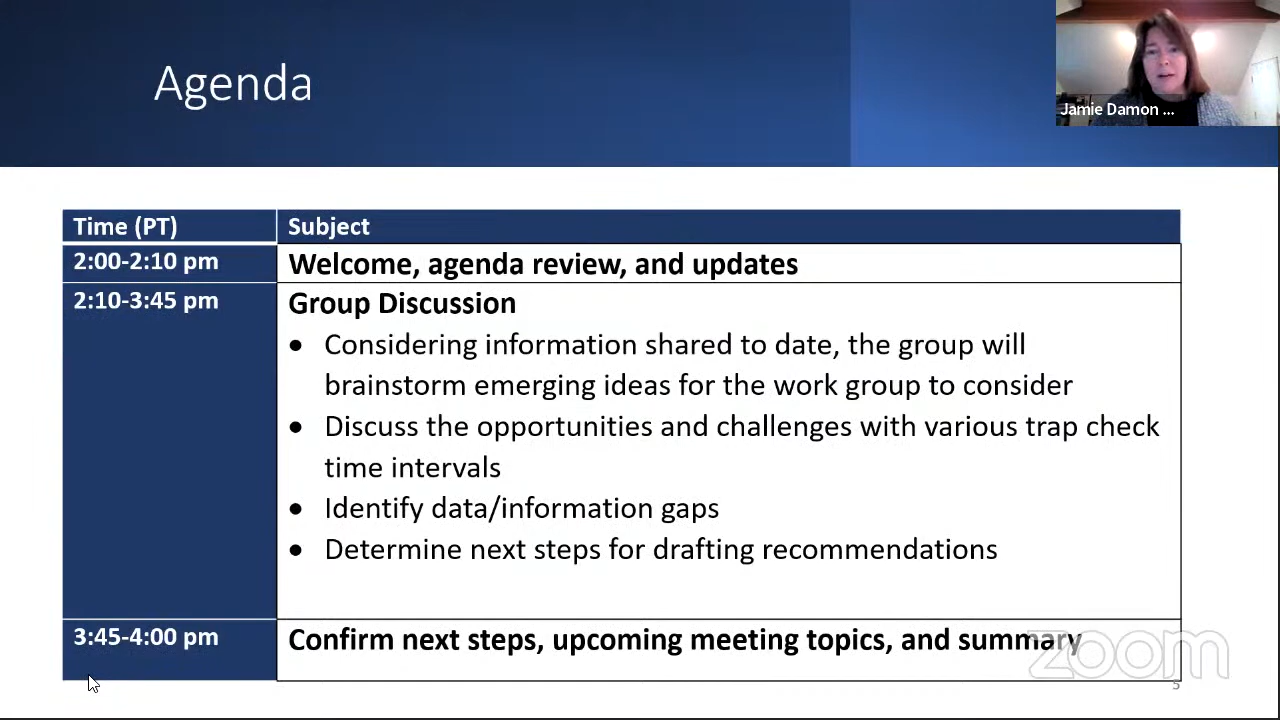 Agenda
Jamie Damon ...
Time (PT)
Subject
2:00-2:10 pm
Welcome, agenda review, and updates
2:10-3:45 pm
Group Discussion
• Considering information shared to date, the group will
brainstorm emerging ideas for the work group to consider
• Discuss the opportunities and challenges with various trap check
time intervals
• Identify data/information gaps
• Determine next steps for drafting recommendations
3:45-4:00 pm
Confirm next steps, upcoming meeting topics, and summary
zoom
5